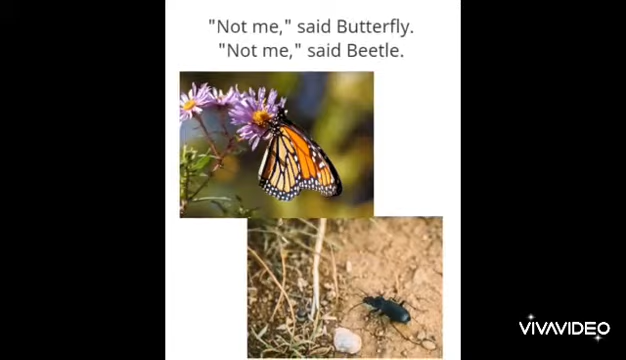 "Not me," said Butterfly.
"Not me," said Beetle.
VIVAVIDEO